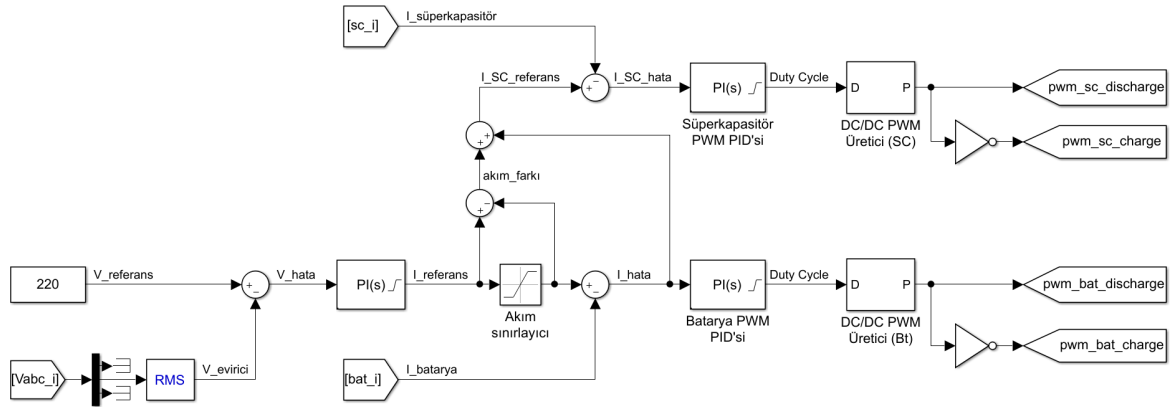 [sc_i]
I_süperkapasitör
I_SC_referans
+
−
I_SC_hata
PI(s)
Süperkapasitör
PWM PID'si
Duty Cycle
D
P
DC/DC PWM
Üretici (SC)
pwm_sc_discharge
pwm_sc_charge
+
+
akım_farkı
−
+
220
V_referans
+
−
V_hata
PI(s)
I_referans
Akım
sınırlayıcı
+
−
I_hata
PI(s)
Batarya PWM
PID'si
Duty Cycle
D
P
DC/DC PWM
Üretici (Bt)
pwm_bat_discharge
pwm_bat_charge
[Vabc_i]
RMS
V_evirici
[bat_i]
I_batarya